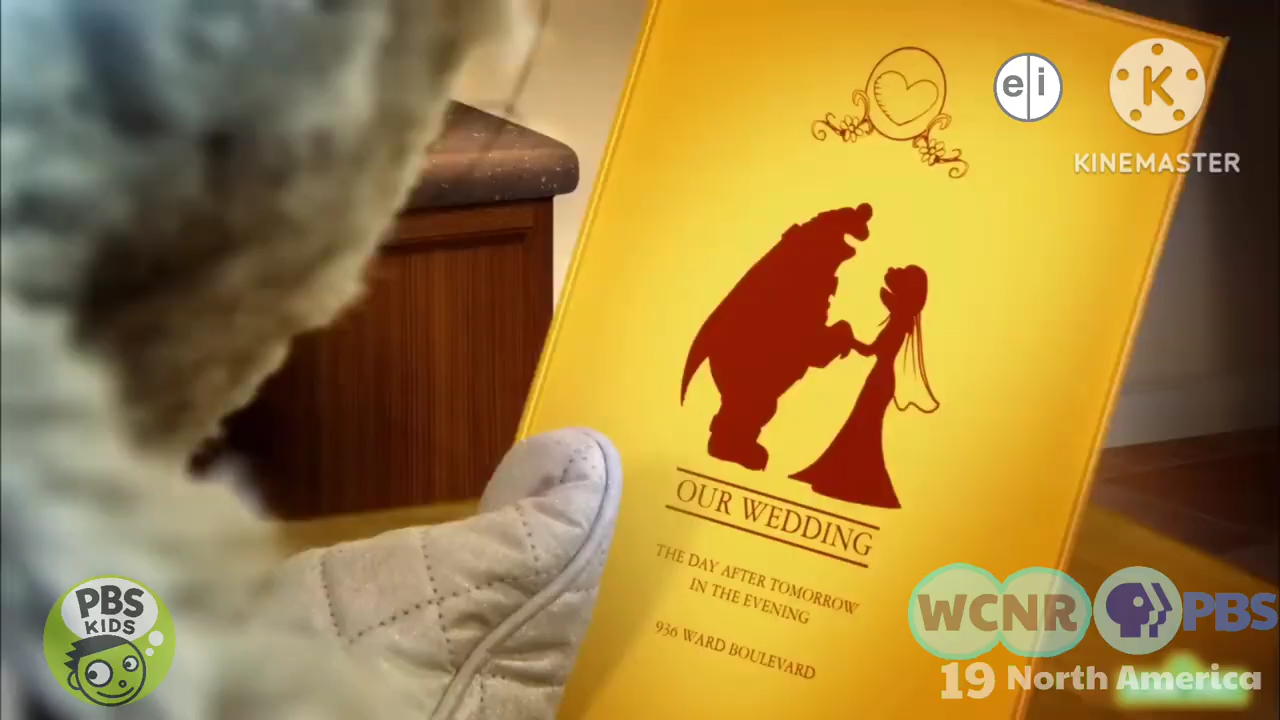 ei
K
KINEMASTER
OUR WEDDING
THE DAY AFTER TOMORROW
IN THE EVENING
936 WARD BOULEVARD
PBS
KIDS
WCNR PBS
19 North America